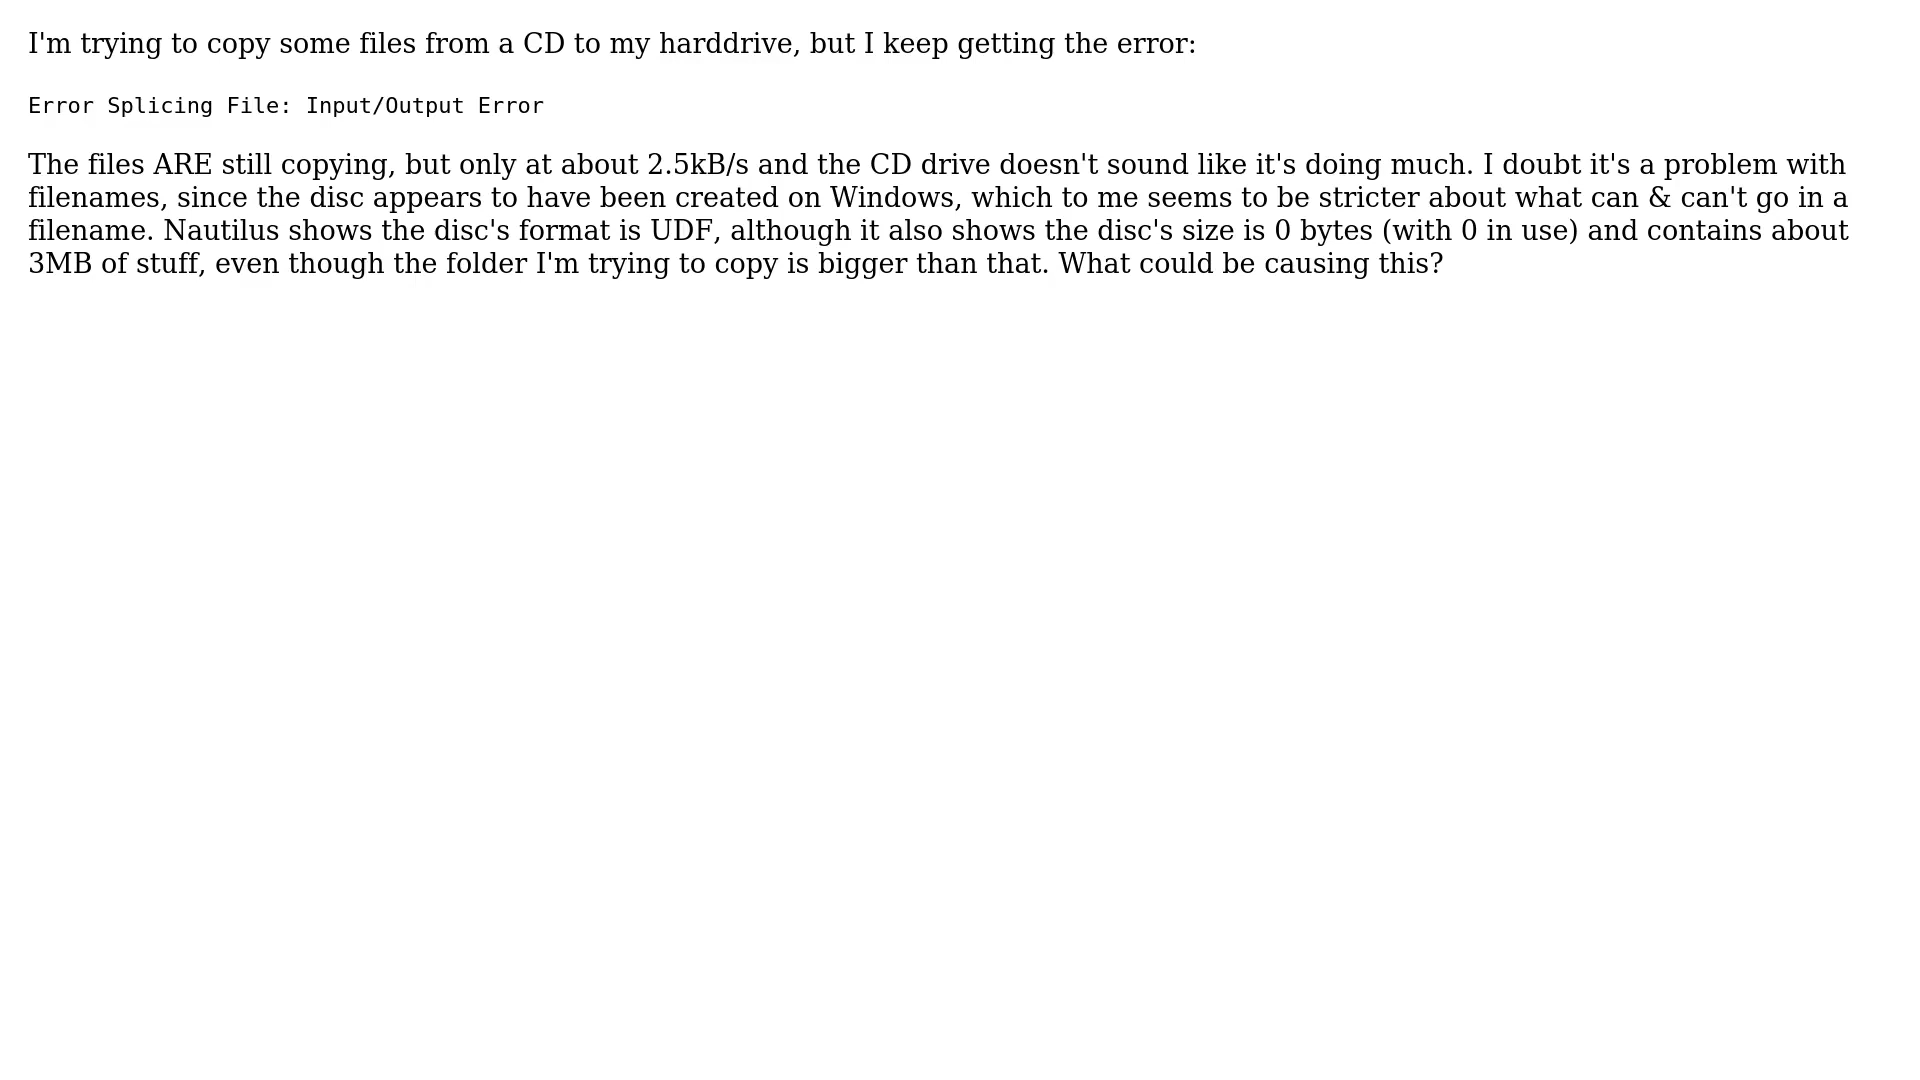 I'm trying to copy some files from a CD to my harddrive, but I keep getting the error:
Error Splicing File: Input/Output Error
The files ARE still copying, but only at about 2.5kB/s and the CD drive doesn't sound like it's doing much. I doubt it's a problem with
filenames, since the disc appears to have been created on Windows, which to me seems to be stricter about what can & can't go in a
filename. Nautilus shows the disc's format is UDF, although it also shows the disc's size is 0 bytes (with 0 in use) and contains about
3MB of stuff, even though the folder I'm trying to copy is bigger than that. What could be causing this?